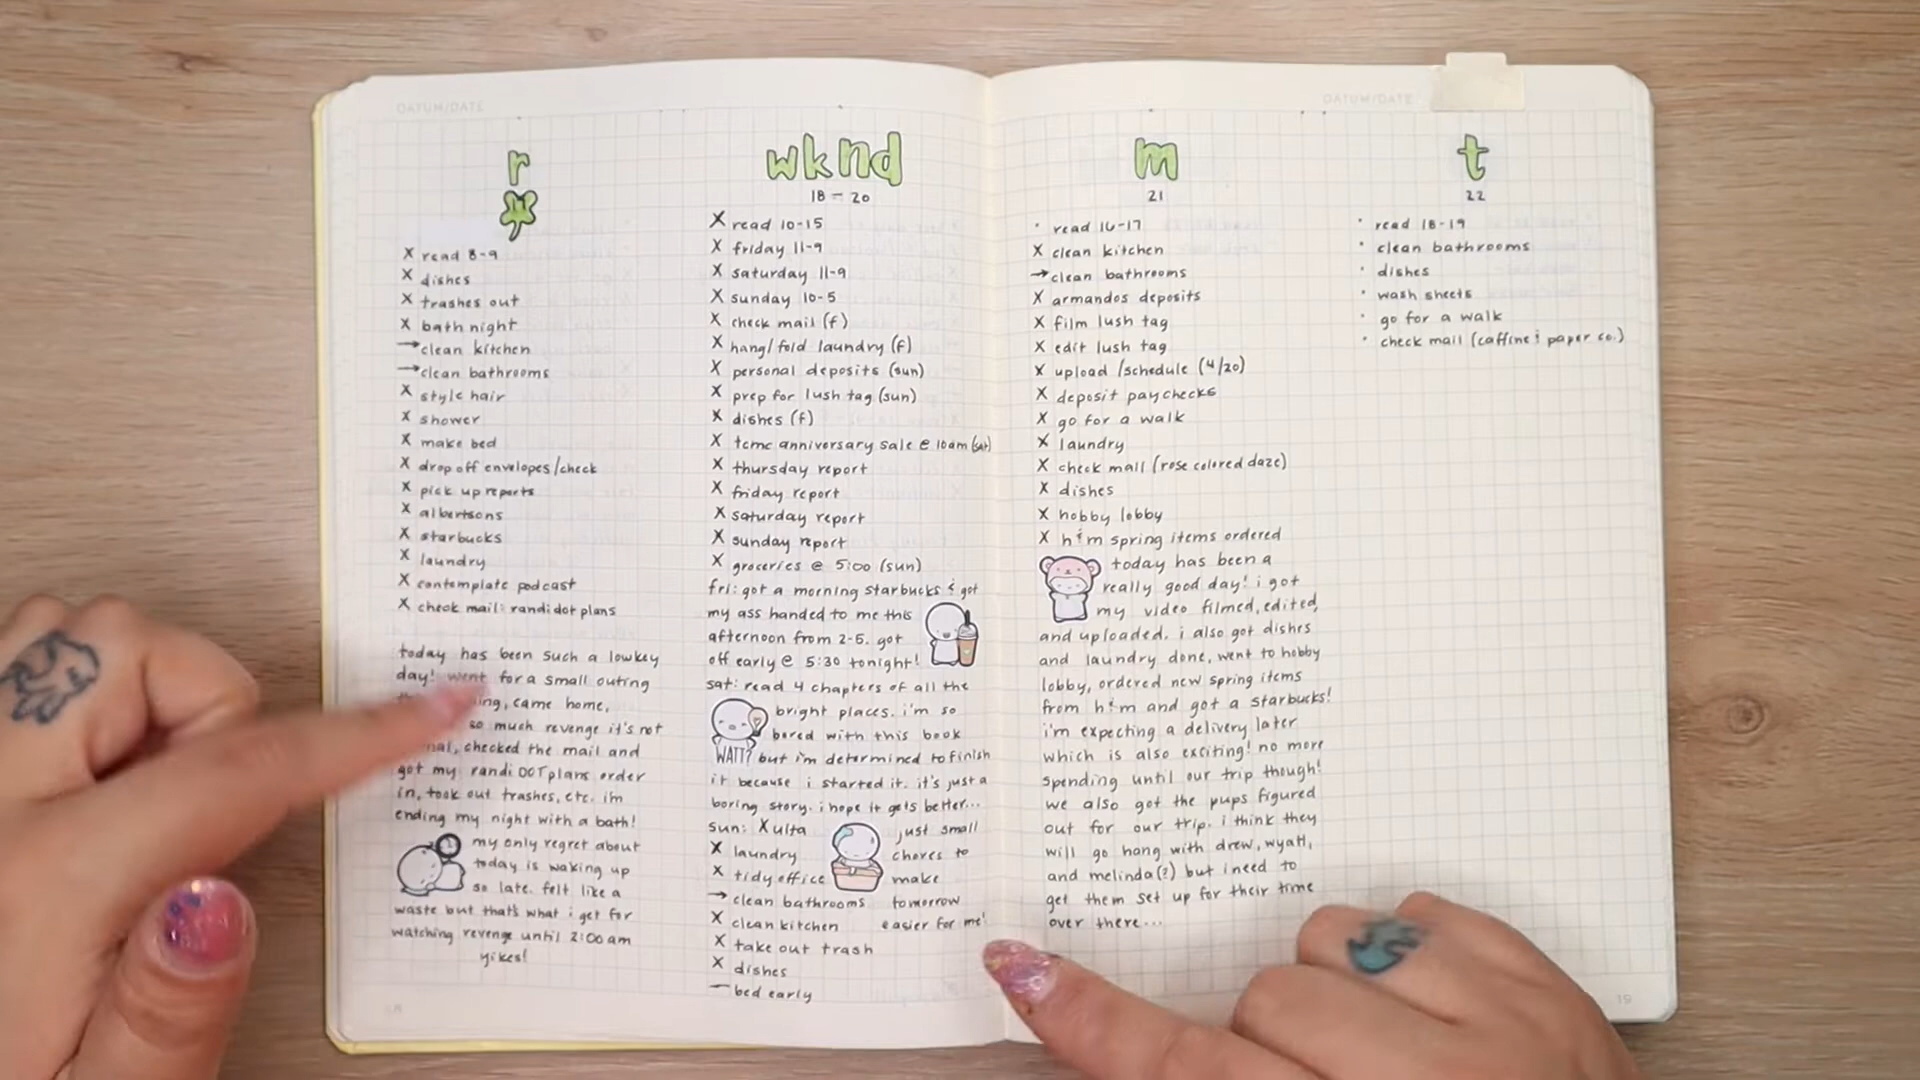 DATUM/DATE
r
X read 8-9
X dishes
X trashes out
X bath night
→ clean kitchen
→ clean bathrooms
X style hair
X shower
X make bed
X drop off envelopes/check
X pick up reports
X albertsons
X starbucks
X laundry
X contemplate podcast
X check mail: randi dot plans
today has been such a lowkey
day! went for a small outing
ing, came home,
so much revenge it's not
checked the mail and
got my randi DOT plans order
in, took out trashes, etc. i'm
ending my night with a bath!
my only regret about
today is waking up
so late. felt like a
waste but that's what i get for
watching revenge until 2:00 am
yikes!
wknd
18 - 20
X read 10-15
X friday 11-9
X saturday 11-9
X sunday 10-5
X check mail (f)
X hang/fold laundry (f)
X personal deposits (sun)
X prep for lush tag (sun)
X dishes (f)
X tcmc anniversary sale @ 10am (sat)
X thursday report
X friday report
X saturday report
X sunday report
X groceries @ 5:00 (sun)
fri: got a morning starbucks & got
my ass handed to me this
afternoon from 2-5. got
off early @ 5:30 tonight!
sat: read 4 chapters of all the
bright places. i'm so
bored with this book
WATT?
but i'm determined to finish
it because i started it. it's just a
boring story. i hope it gets better...
sun: X ulta
X laundry
X tidy office
→ clean bathrooms
X clean kitchen
X take out trash
X dishes
— bed early
just small
chores to
make
tomorrow
easier for me!
DATUM/DATE
m
21
· read 16-17
X clean kitchen
→ clean bathrooms
X armandos deposits
X film lush tag
X edit lush tag
X upload/schedule (4/20)
X deposit paychecks
X go for a walk
X laundry
X check mail (rose colored daze)
X dishes
X hobby lobby
X h&m spring items ordered
today has been a
really good day! i got
my video filmed, edited,
and uploaded. i also got dishes
and laundry done, went to hobby
lobby, ordered new spring items
from h&m and got a starbucks!
i'm expecting a delivery later
which is also exciting! no more
spending until our trip though!
we also got the pups figured
out for our trip. i think they
will go hang with drew, wyatt,
and melinda(?) but i need to
get them set up for their time
over there...
t
22
· read 18-19
· clean bathrooms
· dishes
· wash sheets
· go for a walk
· check mail (caffine & paper co.)
19